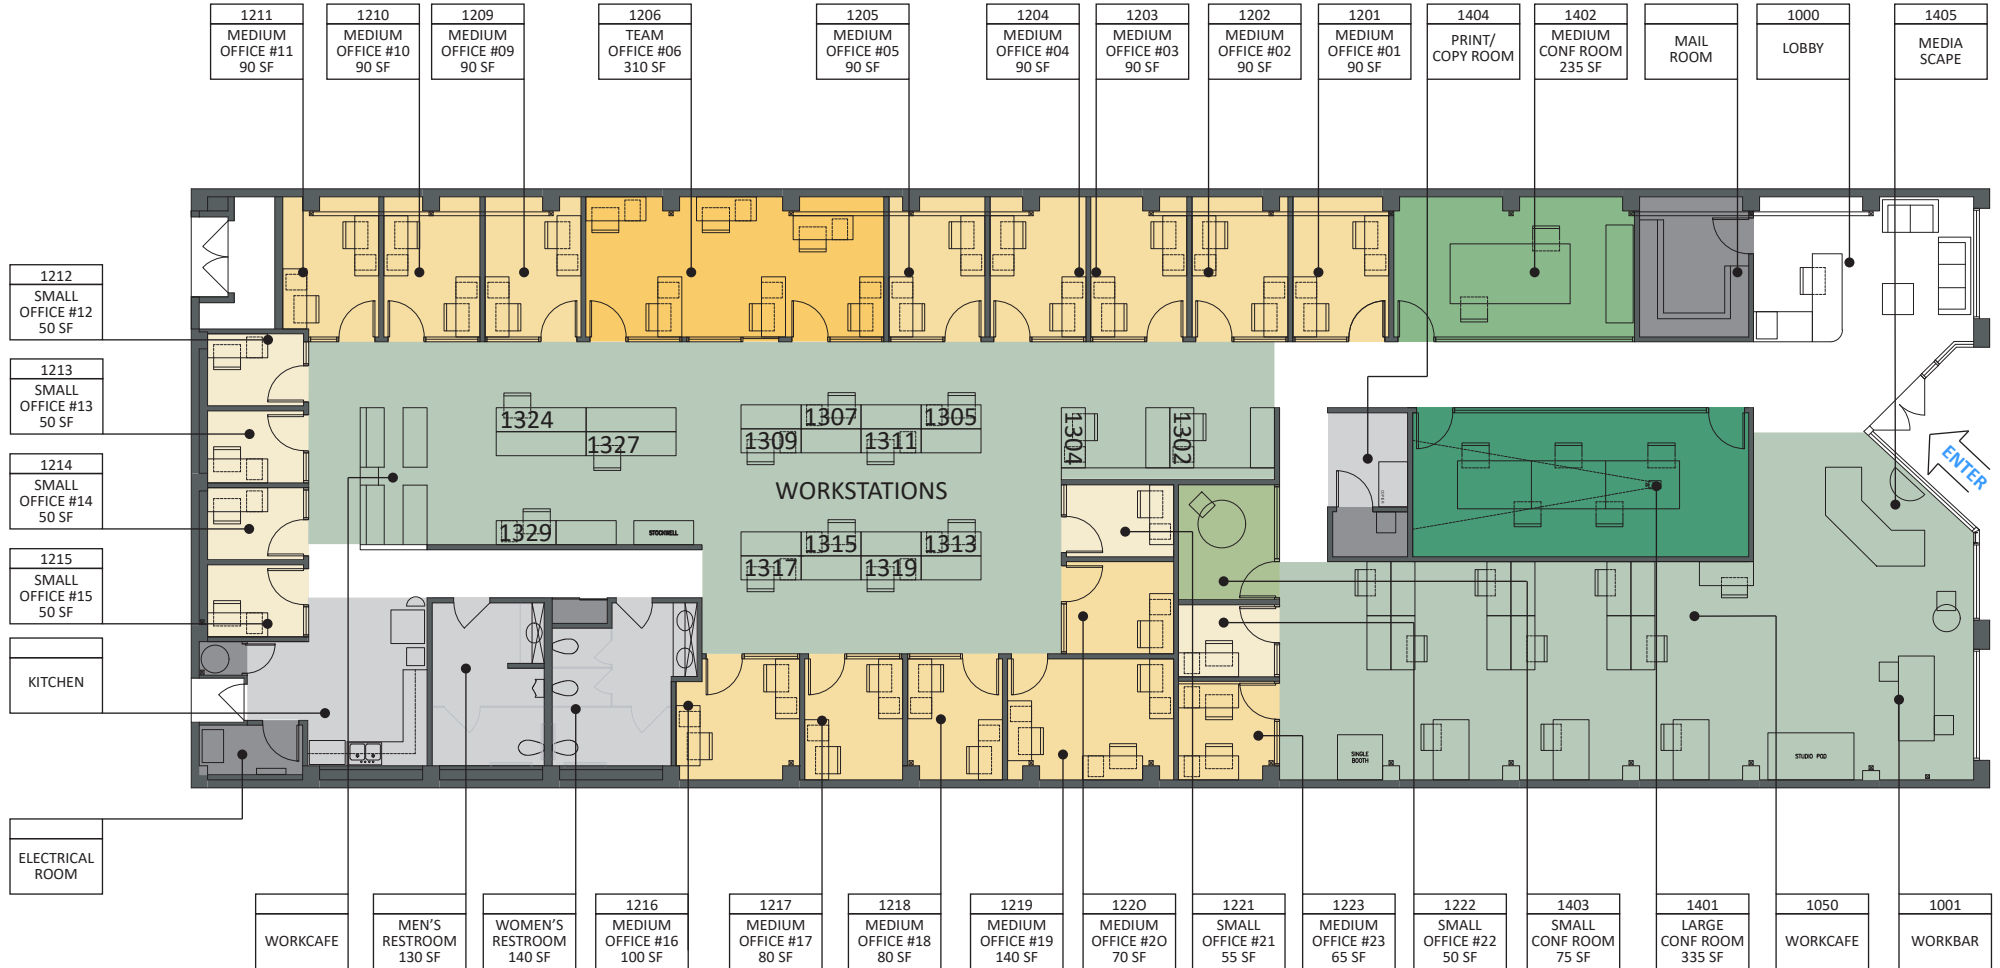 1211
MEDIUM
OFFICE #11
90 SF
1210
MEDIUM
OFFICE #10
90 SF
1209
MEDIUM
OFFICE #09
90 SF
1206
TEAM
OFFICE #06
310 SF
1205
MEDIUM
OFFICE #05
90 SF
1204
MEDIUM
OFFICE #04
90 SF
1203
MEDIUM
OFFICE #03
90 SF
1202
MEDIUM
OFFICE #02
90 SF
1201
MEDIUM
OFFICE #01
90 SF
1404
PRINT/
COPY ROOM
1402
MEDIUM
CONF ROOM
235 SF
MAIL
ROOM
1000
LOBBY
1405
MEDIA
SCAPE
1212
SMALL
OFFICE #12
50 SF
1213
SMALL
OFFICE #13
50 SF
1214
SMALL
OFFICE #14
50 SF
1215
SMALL
OFFICE #15
50 SF
KITCHEN
ELECTRICAL
ROOM
1324
1327
1329
STOCKWELL
1307
1305
1309
1311
1304
1302
WORKSTATIONS
1315
1313
1317
1319
ENTER
SINGLE
BOOTH
STUDIO POD
WORKCAFE
MEN'S
RESTROOM
130 SF
WOMEN'S
RESTROOM
140 SF
1216
MEDIUM
OFFICE #16
100 SF
1217
MEDIUM
OFFICE #17
80 SF
1218
MEDIUM
OFFICE #18
80 SF
1219
MEDIUM
OFFICE #19
140 SF
122O
MEDIUM
OFFICE #2O
70 SF
1221
SMALL
OFFICE #21
55 SF
1223
MEDIUM
OFFICE #23
65 SF
1222
SMALL
OFFICE #22
50 SF
1403
SMALL
CONF ROOM
75 SF
1401
LARGE
CONF ROOM
335 SF
1050
WORKCAFE
1001
WORKBAR